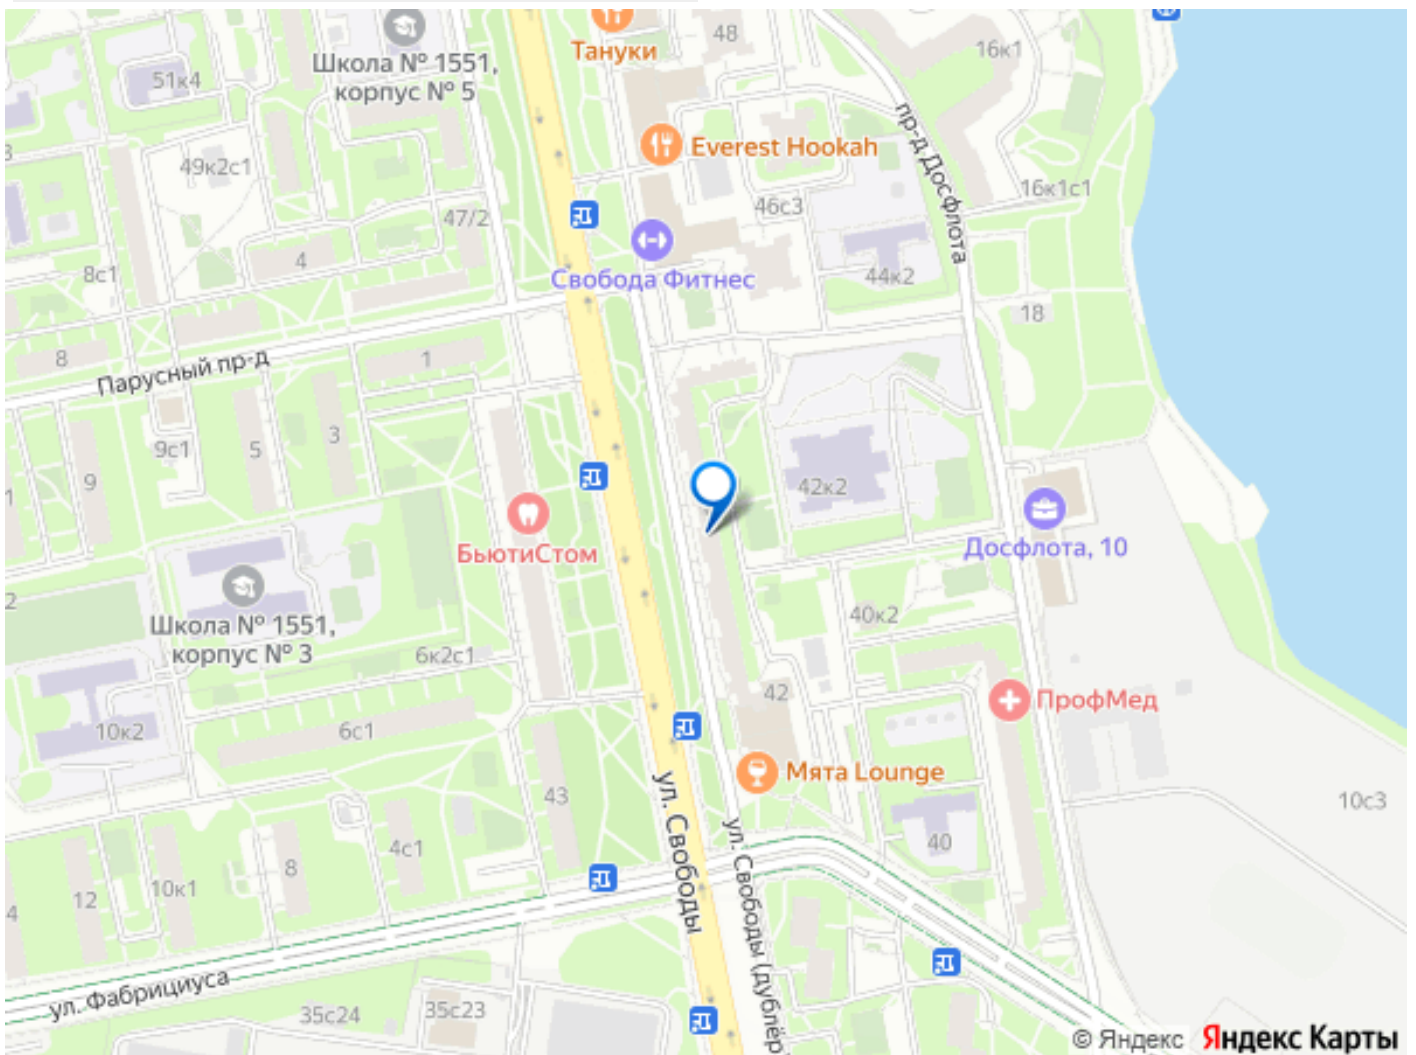 Тануки
48
16к1
Школа № 1551,
корпус № 5
51к4
Everest Hookah
пр-д Досфлота
49к2с1
16к1с1
46с3
47/2
4
8с1
Свобода Фитнес
44к2
18
8
Парусный пр-д
1
9с1
5
3
9
42к2
БьютиСтом
Досфлота, 10
2
Школа № 1551,
корпус № 3
40к2
6к2с1
42
ПрофМед
10к2
6с1
Мята Lounge
ул. Свободы
43
10с3
ул. Свободы (дублёр
4с1
40
8
12
10к1
4
ул. Фабрициуса
35с24
35с23
© Яндекс Яндекс Карты